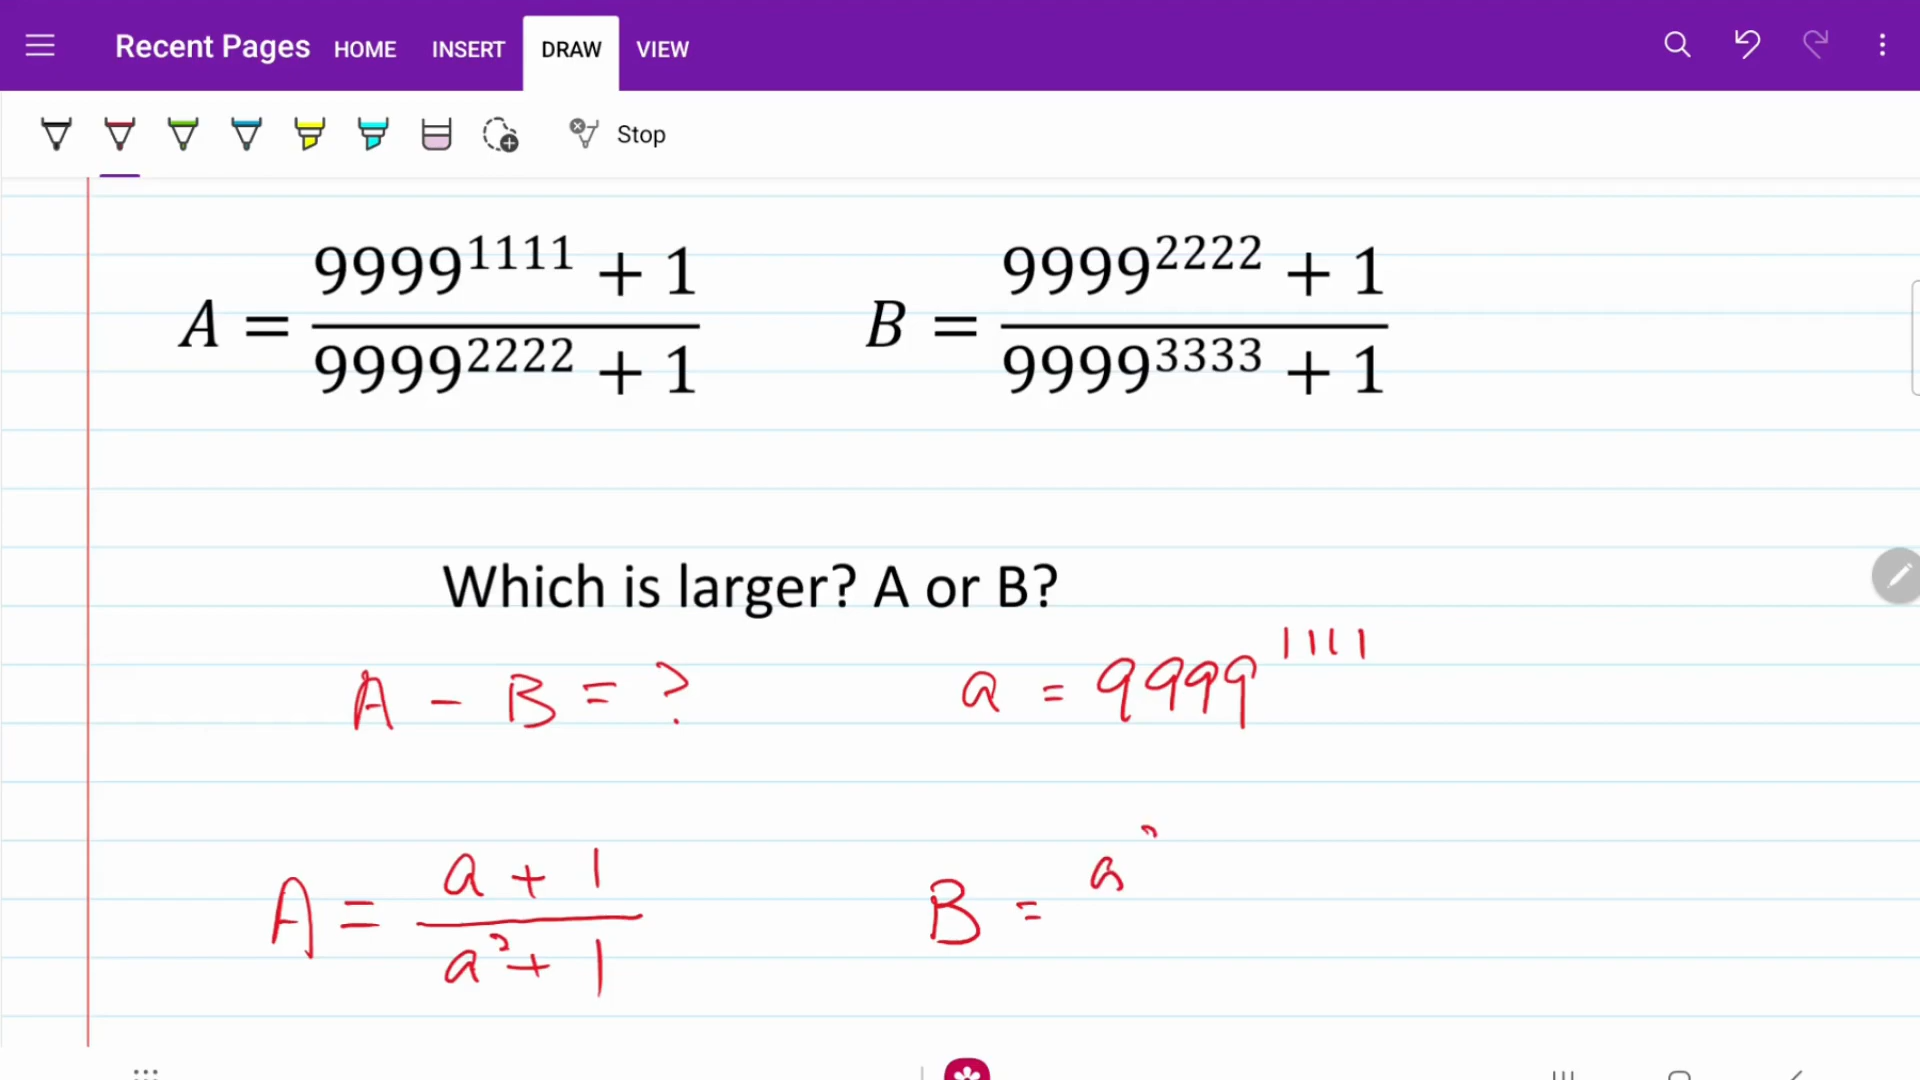 Recent Pages HOME INSERT DRAW VIEW
Stop
A = (9999^1111 + 1)/(9999^2222 + 1) B = (9999^2222 + 1)/(9999^3333 + 1)
Which is larger? A or B?
A - B = ? a = 9999^1111
A = (a + 1)/(a^2 + 1) B = a